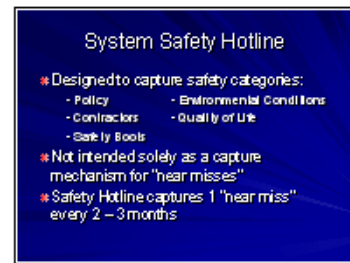 System Safety Hotline
* Designed to capture safety categories:
- Policy - Environmental Conditions
- Contractors - Quality of Life
- Safety Boots
* Not intended solely as a capture
mechanism for "near misses"
* Safety Hotline captures 1 "near miss"
every 2 – 3 months